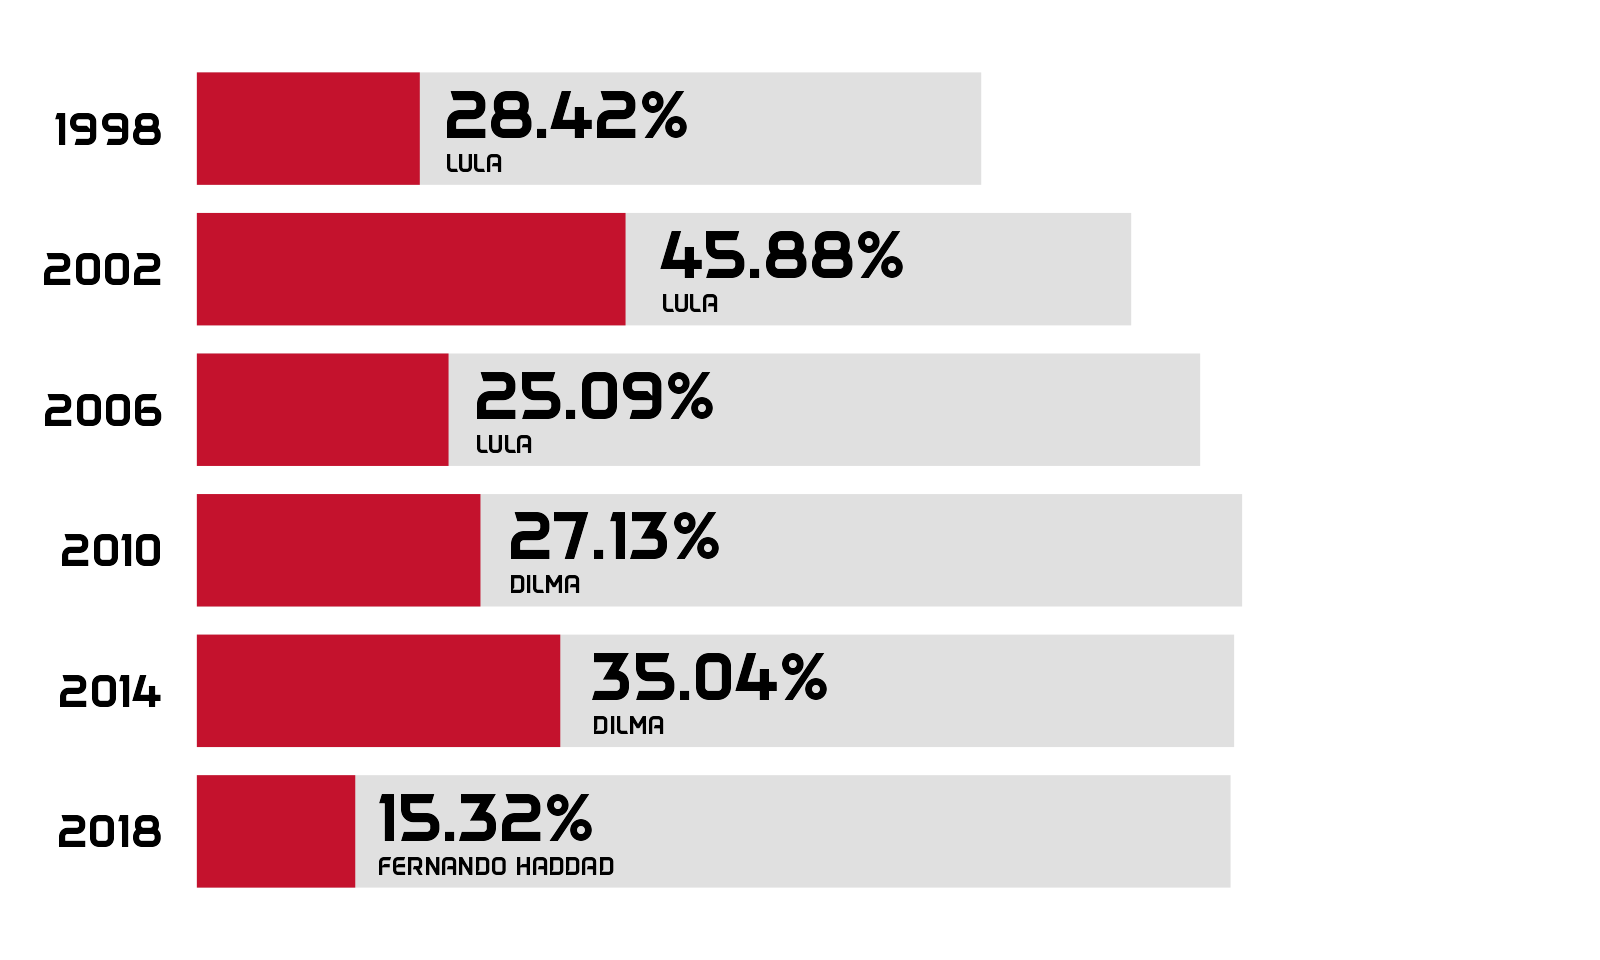 1998
28.42%
LULA
2002
45.88%
LULA
2006
25.09%
LULA
2010
27.13%
DILMA
2014
35.04%
DILMA
2018
15.32%
FERNANDO HADDAD